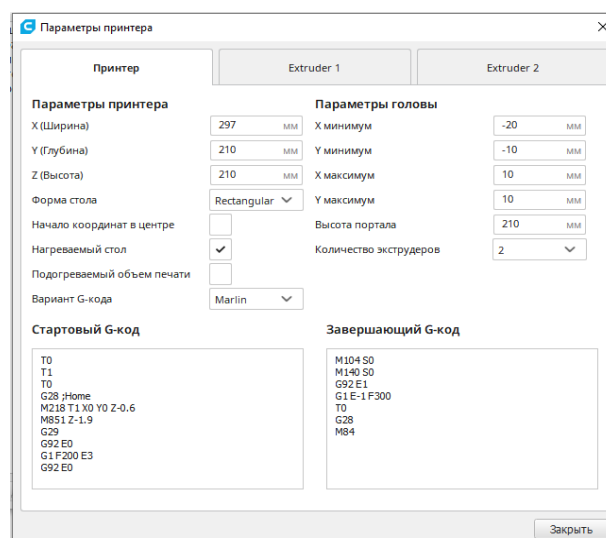 Параметры принтера
Принтер
Extruder 1
Extruder 2
Параметры принтера
X (Ширина)
297 мм
Y (Глубина)
210 мм
Z (Высота)
210 мм
Форма стола
Rectangular
Начало координат в центре
Нагреваемый стол
Подогреваемый объем печати
Вариант G-кода
Marlin
Параметры головы
X минимум
-20 мм
Y минимум
-10 мм
X максимум
10 мм
Y максимум
10 мм
Высота портала
210 мм
Количество экструдеров
2
Стартовый G-код
T0
T1
T0
G28 ;Home
M218 T1 X0 Y0 Z-0.6
M851 Z-1.9
G29
G92 E0
G1 F200 E3
G92 E0
Завершающий G-код
M104 S0
M140 S0
G92 E1
G1 E-1 F300
T0
G28
M84
Закрыть